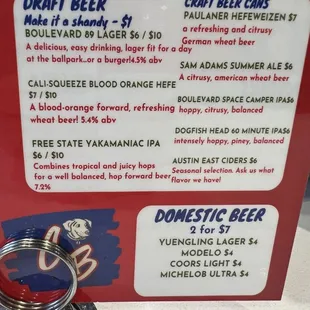 DRAFT BEER
Make it a shandy - $1
BOULEVARD 89 LAGER $6 / $10
A delicious, easy drinking, lager fit for a day
at the ballpark..or a burger!4.5% abv
CALI-SQUEEZE BLOOD ORANGE HEFE
$7 / $10
A blood-orange forward, refreshing
wheat beer! 5.4% abv
FREE STATE YAKAMANIAC IPA
$6 / $10
Combines tropical and juicy hops
for a well balanced, hop forward beer
7.2%
CRAFT BEER CANS
PAULANER HEFEWEIZEN $7
a refreshing and citrusy
German wheat beer
SAM ADAMS SUMMER ALE $6
A citrusy, american wheat beer
BOULEVARD SPACE CAMPER IPA$6
hoppy, citrusy, balanced
DOGFISH HEAD 60 MINUTE IPA$6
intensely hoppy, piney, balanced
AUSTIN EAST CIDERS $6
Seasonal selection. Ask us what
flavor we have!
CB
DOMESTIC BEER
2 for $7
YUENGLING LAGER $4
MODELO $4
COORS LIGHT $4
MICHELOB ULTRA $4